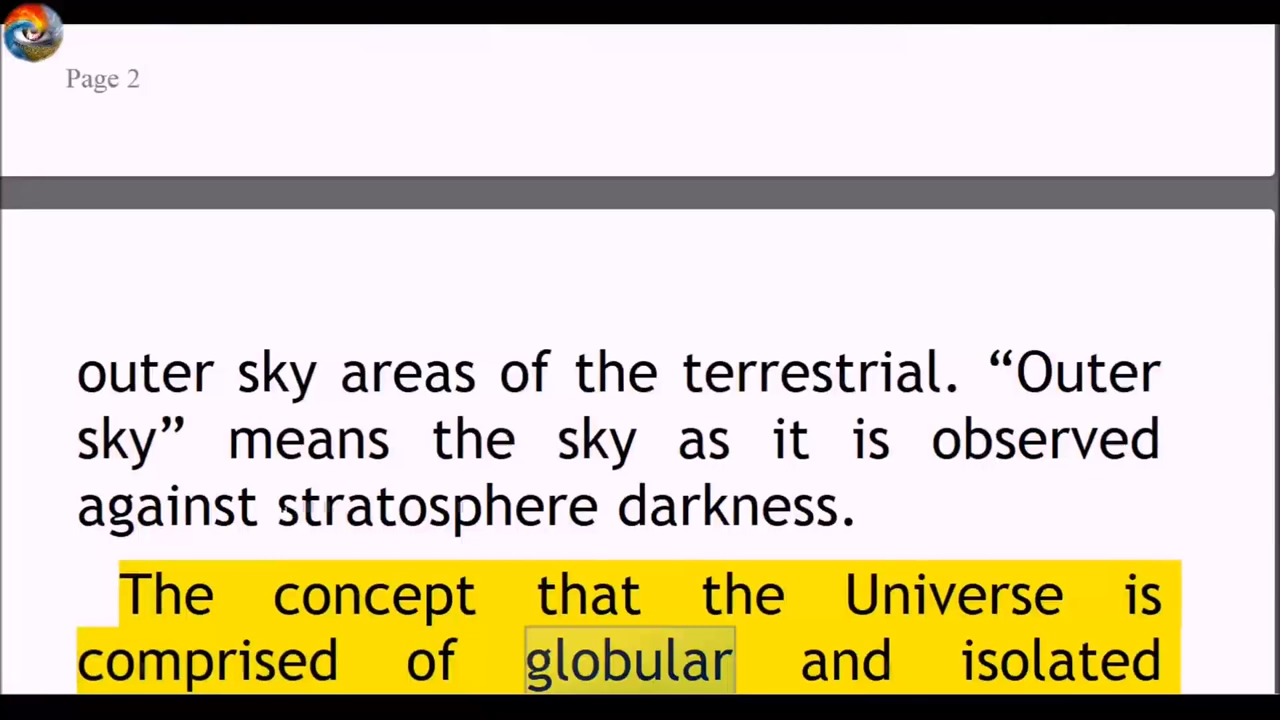 Page 2
outer sky areas of the terrestrial. “Outer
sky” means the sky as it is observed
against stratosphere darkness.
The concept that the Universe is
comprised of globular and isolated